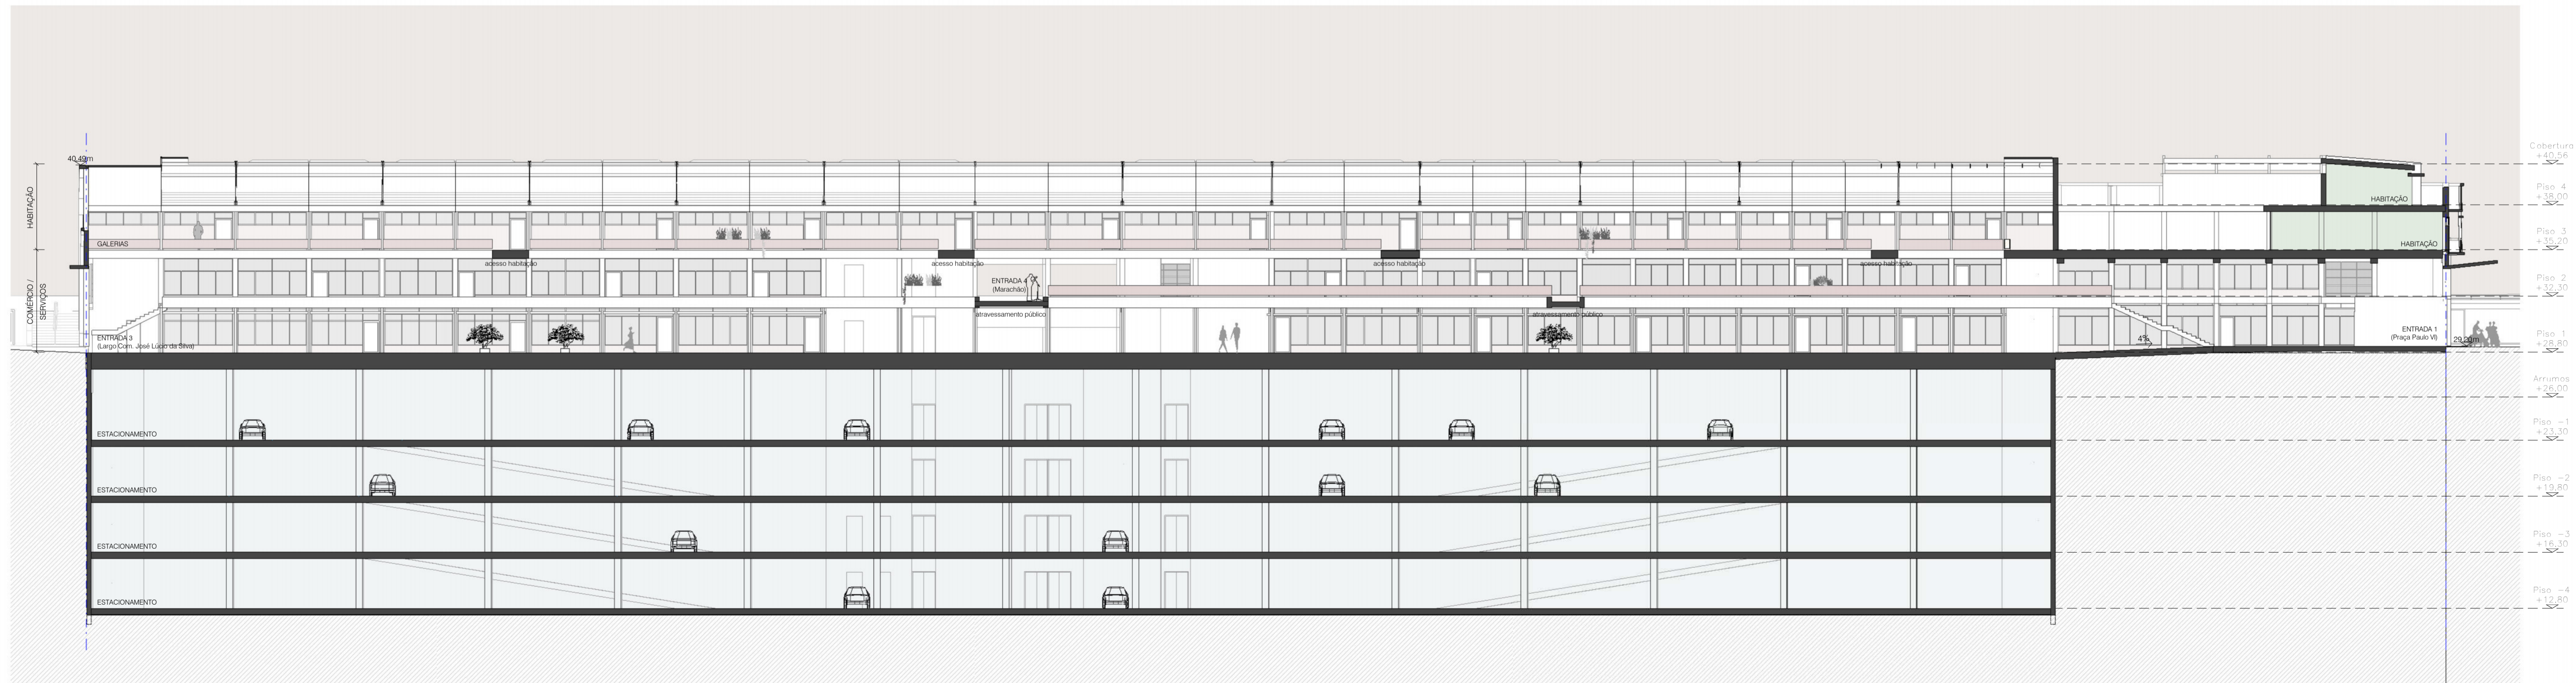 40,49m
HABITAÇÃO
COMÉRCIO /
SERVIÇOS
GALERIAS
acesso habitação
acesso habitação
acesso habitação
acesso habitação
ENTRADA 4
(Marachão)
atravessamento público
atravessamento público
ENTRADA 3
(Largo Com. José Lúcio da Silva)
HABITAÇÃO
HABITAÇÃO
4%
ENTRADA 1
(Praça Paulo VI)
29,20m
ESTACIONAMENTO
ESTACIONAMENTO
ESTACIONAMENTO
ESTACIONAMENTO
Cobertura
+40,56
Piso 4
+38,00
Piso 3
+35,20
Piso 2
+32,30
Piso 1
+28,80
Arrumos
+26,00
Piso -1
+23,30
Piso -2
+19,80
Piso -3
+16,30
Piso -4
+12,80